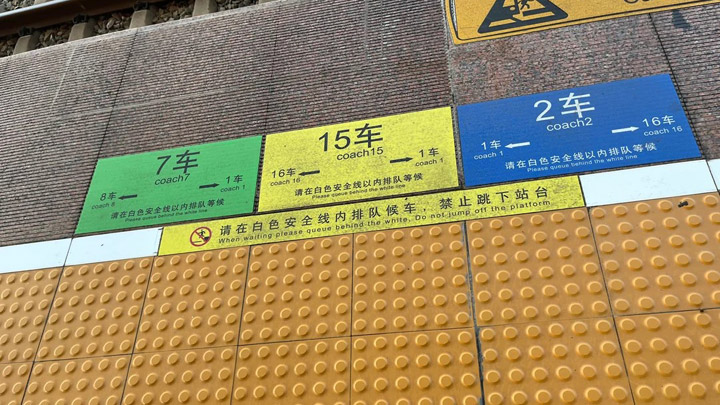 7车
coach7
8车 ← → 1车
coach 8 coach 1
请在白色安全线以内排队等候
Please queue behind the white line
15车
coach15
16车 ← → 1车
coach 16 coach 1
请在白色安全线以内排队等候
Please queue behind the white line
2车
coach2
1车 ← → 16车
coach 1 coach 16
请在白色安全线以内排队等候
Please queue behind the white line
请在白色安全线内排队候车，禁止跳下站台
When waiting please queue behind the white. Do not jump off the platform.